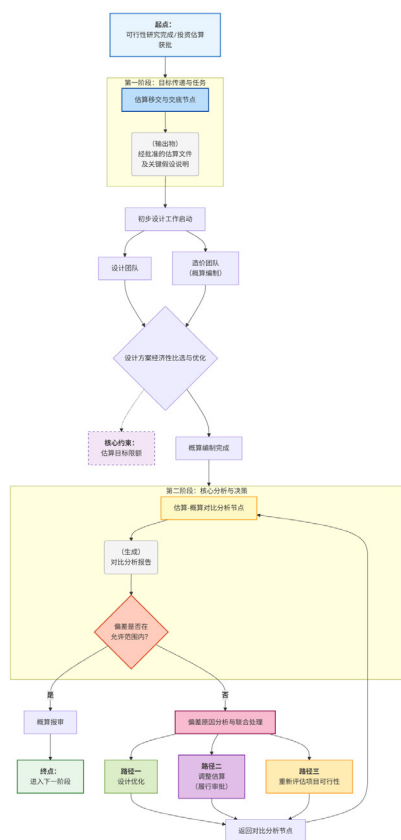 起点：
可行性研究完成/投资估算
获批
第一阶段：目标传递与任务
估算移交与交底节点
（输出物）
经批准的估算文件
及关键假设说明
初步设计工作启动
设计团队
造价团队
（概算编制）
设计方案经济性比选与优化
核心约束：
估算目标限额
概算编制完成
第二阶段：核心分析与决策
估算-概算对比分析节点
（生成）
对比分析报告
偏差是否在
允许范围内?
是
否
概算报审
偏差原因分析与联合处理
终点：
进入下一阶段
路径一
设计优化
路径二
调整估算
（履行审批）
路径三
重新评估项目可行性
返回对比分析节点